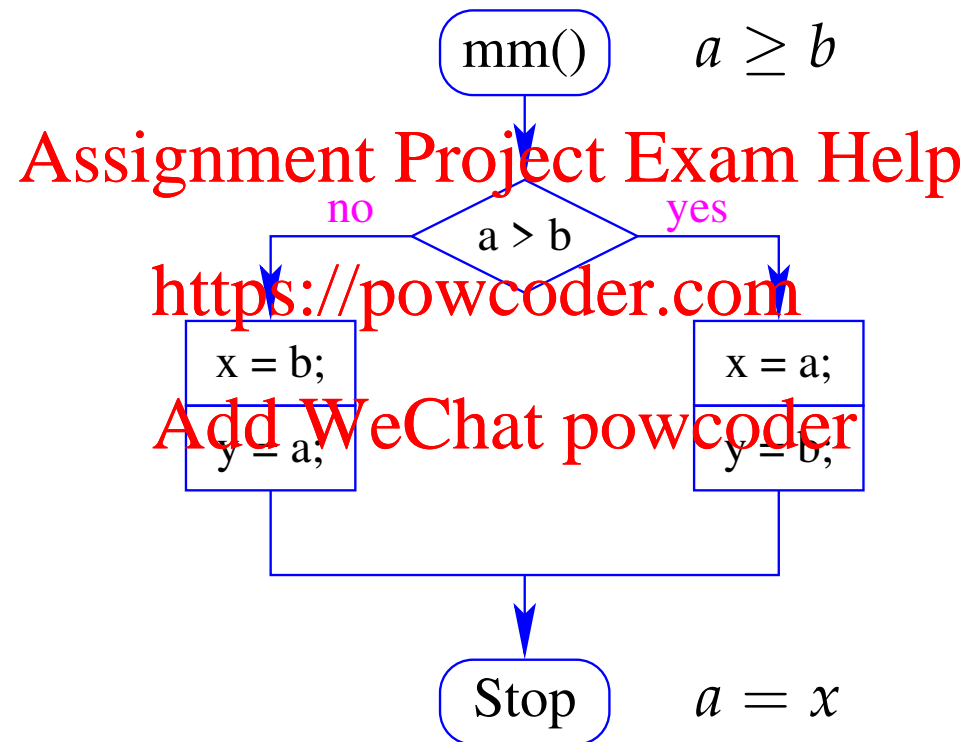 mm() a ≥ b
Assignment Project Exam Help
no yes
a > b
https://powcoder.com
x = b; x = a;
Add WeChat powcoder
y = a; y = b;
Stop a = x